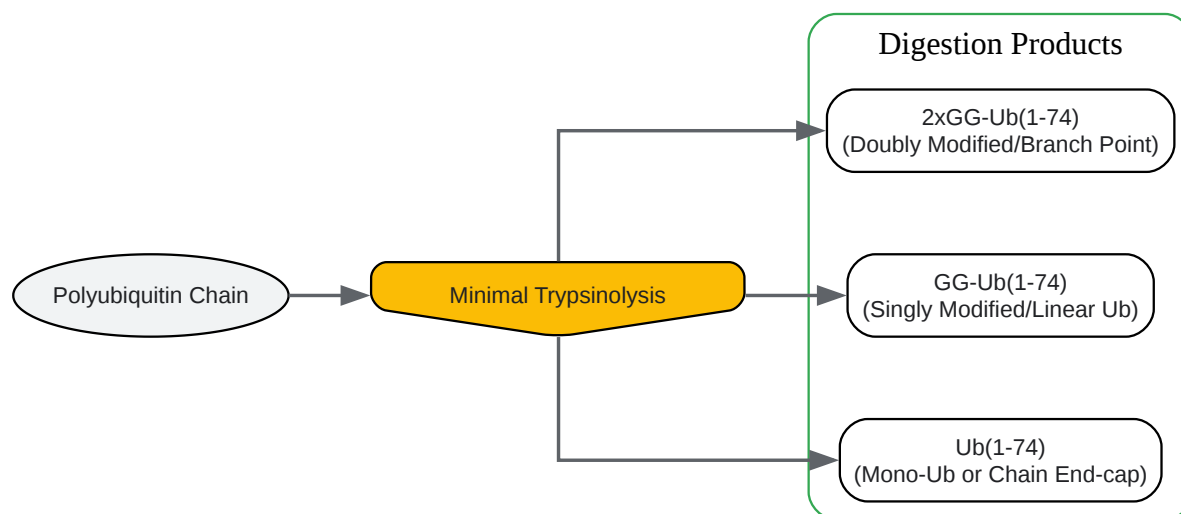 Digestion Products
2xGG-Ub(1-74)
(Doubly Modified/Branch Point)
Polyubiquitin Chain
Minimal Trypsinolysis
GG-Ub(1-74)
(Singly Modified/Linear Ub)
Ub(1-74)
(Mono-Ub or Chain End-cap)